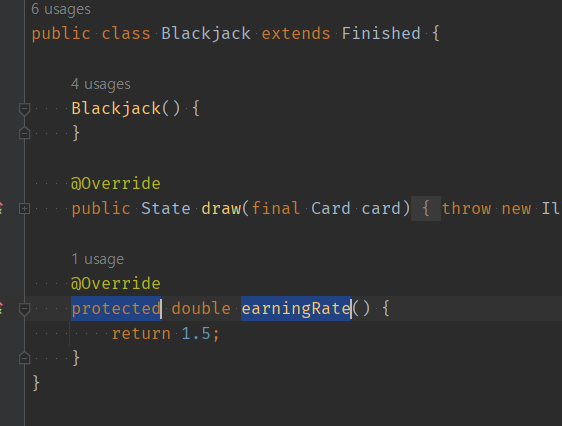 6 usages
public class Blackjack extends Finished {
4 usages
Blackjack() {
}
@Override
public State draw(final Card card) { throw new Il
1 usage
@Override
protected double earningRate() {
return 1.5;
}
}